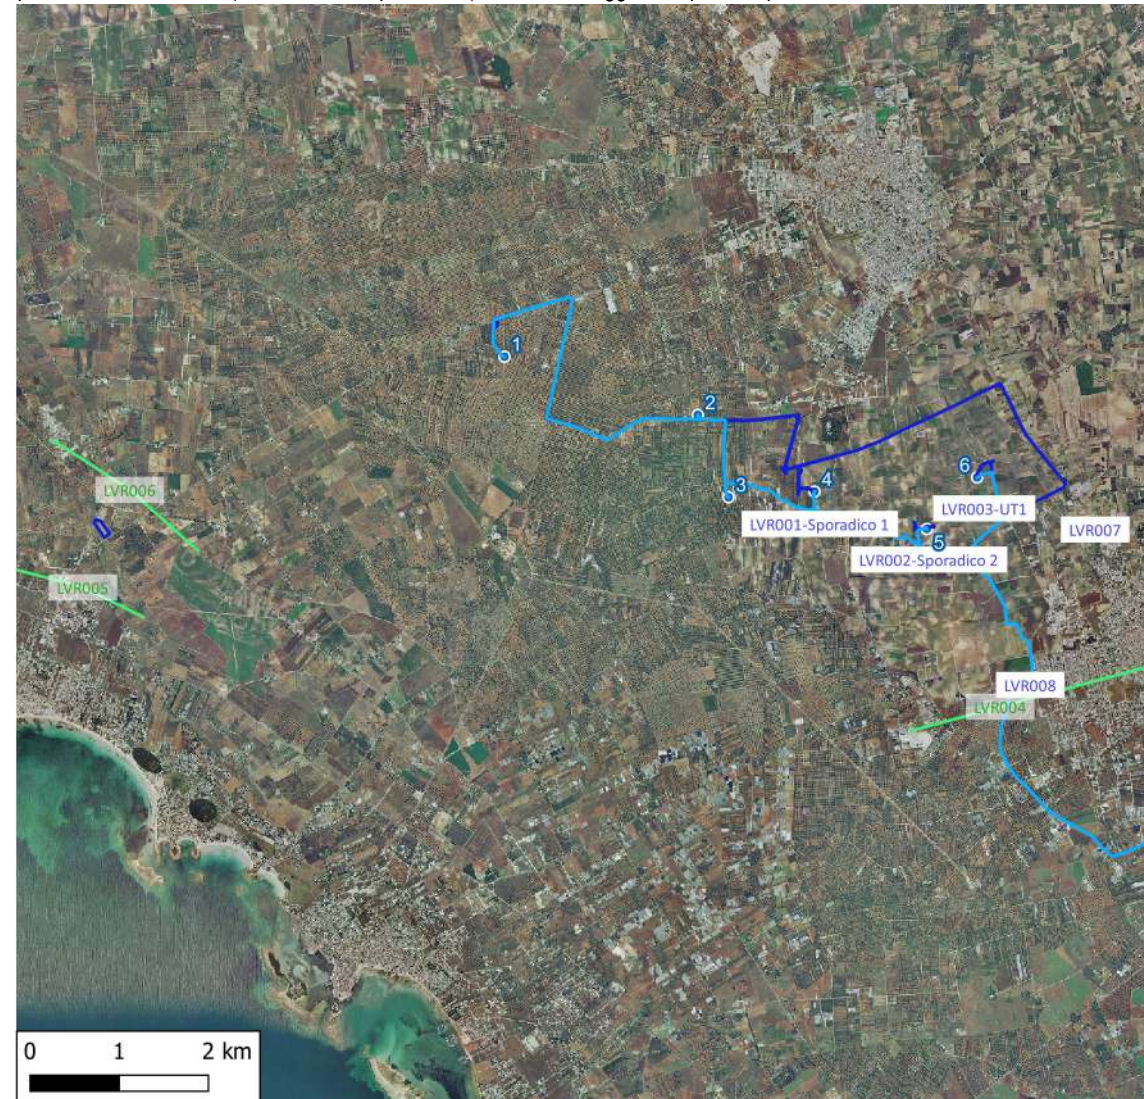 1
2
3
4
6
5
LVR006
LVR003-UT1
LVR001-Sporadico 1
LVR007
LVR002-Sporadico 2
LVR005
LVR008
LVR004
0 1 2 km